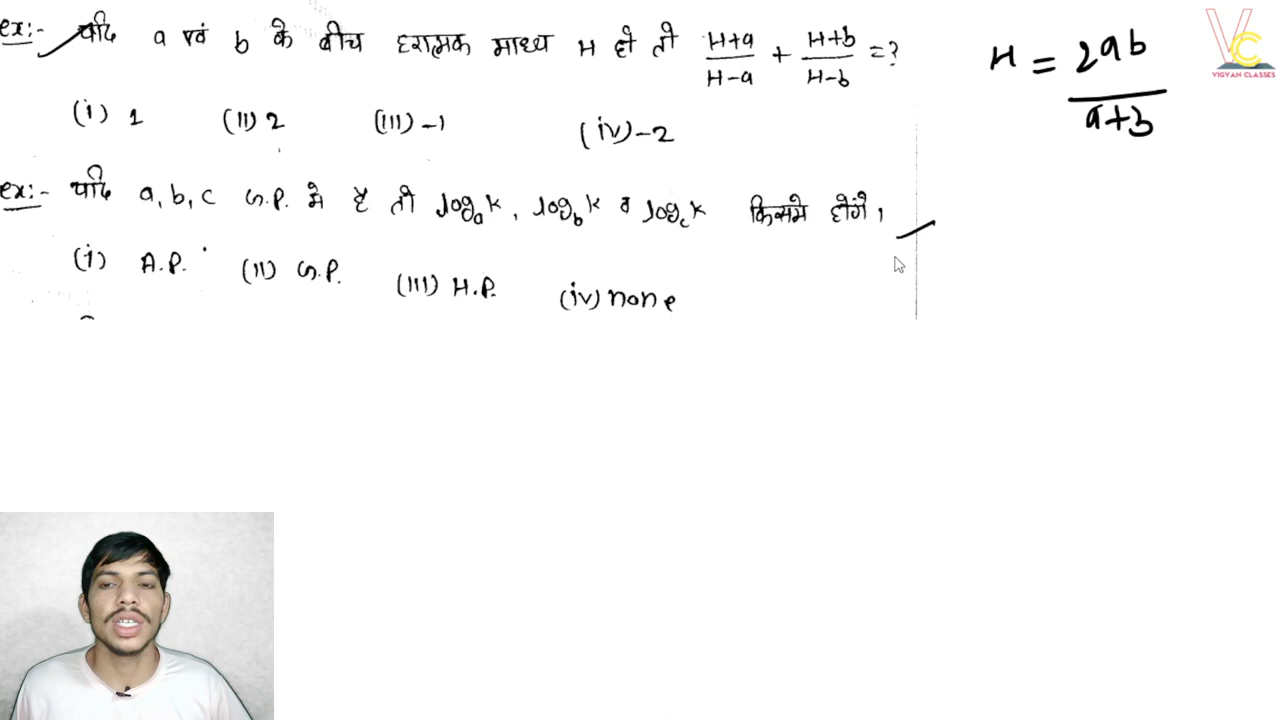 ex:- यदि a एवं b के बीच हरात्मक माध्य H हो तो H+a/H-a + H+b/H-b = ?
(i) 1 (ii) 2 (iii) -1 (iv) -2
ex:- यदि a, b, c G.P. मे है तो logₐk, log_b k व log_c k किसमे होगें।
(i) A.P. (ii) G.P. (iii) H.P. (iv) none
H = 2ab/a+b
VC
VIGYAN CLASSES